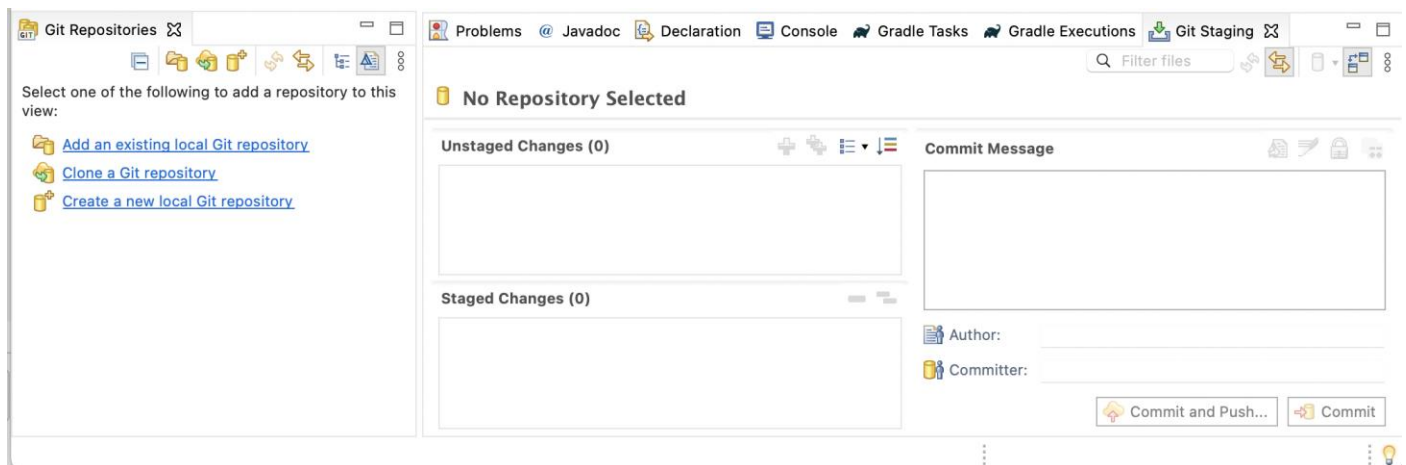 Git Repositories
Select one of the following to add a repository to this
view:
Add an existing local Git repository
Clone a Git repository
Create a new local Git repository
Problems @ Javadoc Declaration Console Gradle Tasks Gradle Executions Git Staging
Filter files
No Repository Selected
Unstaged Changes (0)
Staged Changes (0)
Commit Message
Author:
Committer:
Commit and Push... Commit